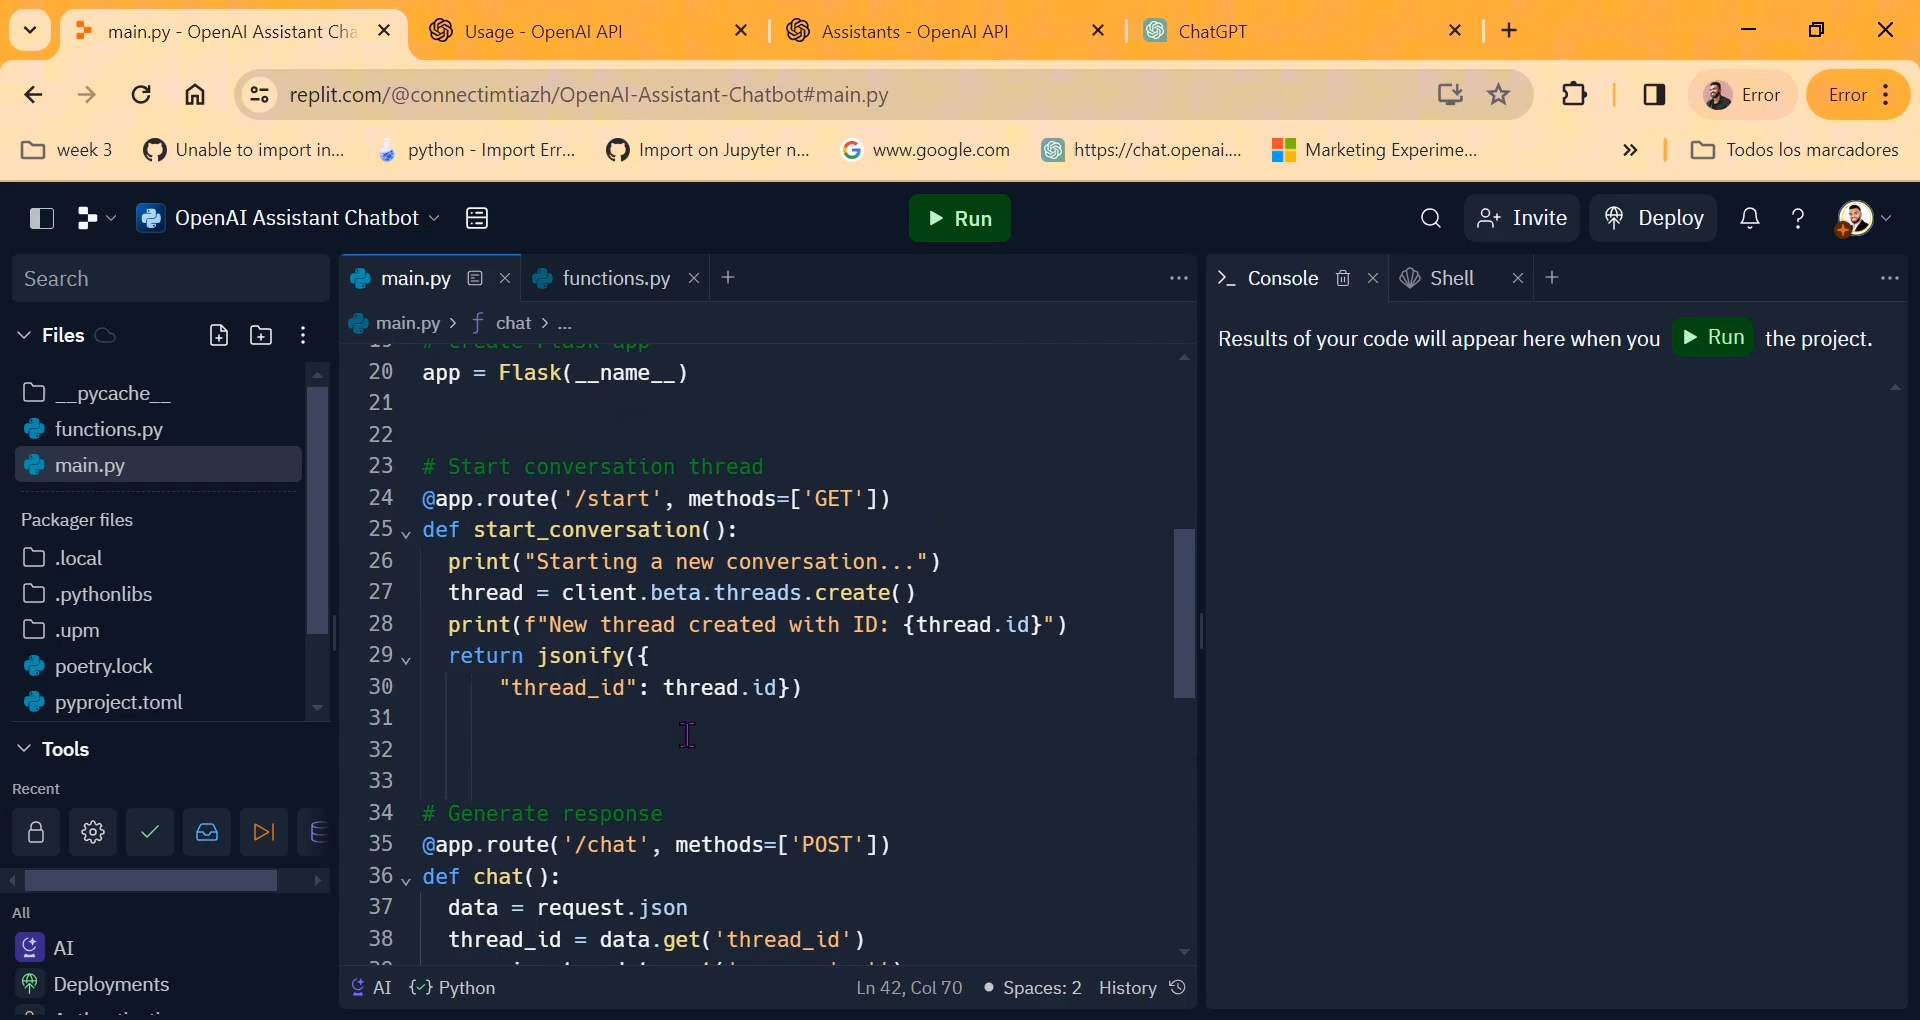 main.py - OpenAI Assistant Cha
Usage - OpenAI API
Assistants - OpenAI API
ChatGPT
replit.com/@connectimtiazh/OpenAI-Assistant-Chatbot#main.py
Error
Error
week 3
Unable to import in...
python - Import Err...
Import on Jupyter n...
www.google.com
https://chat.openai....
Marketing Experime...
»
Todos los marcadores
OpenAI Assistant Chatbot
Run
Invite
Deploy
?
Search
main.py
functions.py
Console
Shell
Files
main.py > f chat > ...
Results of your code will appear here when you Run the project.
__pycache__
functions.py
main.py
Packager files
.local
.pythonlibs
.upm
poetry.lock
pyproject.toml
Tools
Recent
All
AI
Deployments
19 # Create Flask app
20 app = Flask(__name__)
21
22
23 # Start conversation thread
24 @app.route('/start', methods=['GET'])
25 def start_conversation():
26 print("Starting a new conversation...")
27 thread = client.beta.threads.create()
28 print(f"New thread created with ID: {thread.id}")
29 return jsonify({
30 "thread_id": thread.id})
31
32
33
34 # Generate response
35 @app.route('/chat', methods=['POST'])
36 def chat():
37 data = request.json
38 thread_id = data.get('thread_id')
AI
Python
Ln 42, Col 70
Spaces: 2
History